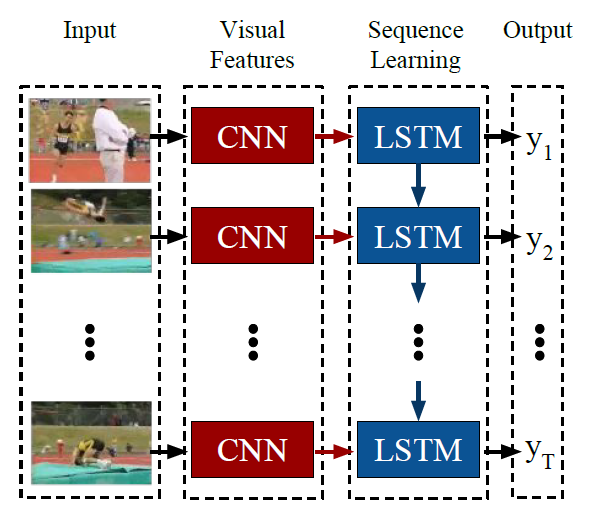 Input
Visual
Features
Sequence
Learning
Output
CNN
LSTM
y1
CNN
LSTM
y2
CNN
LSTM
yT